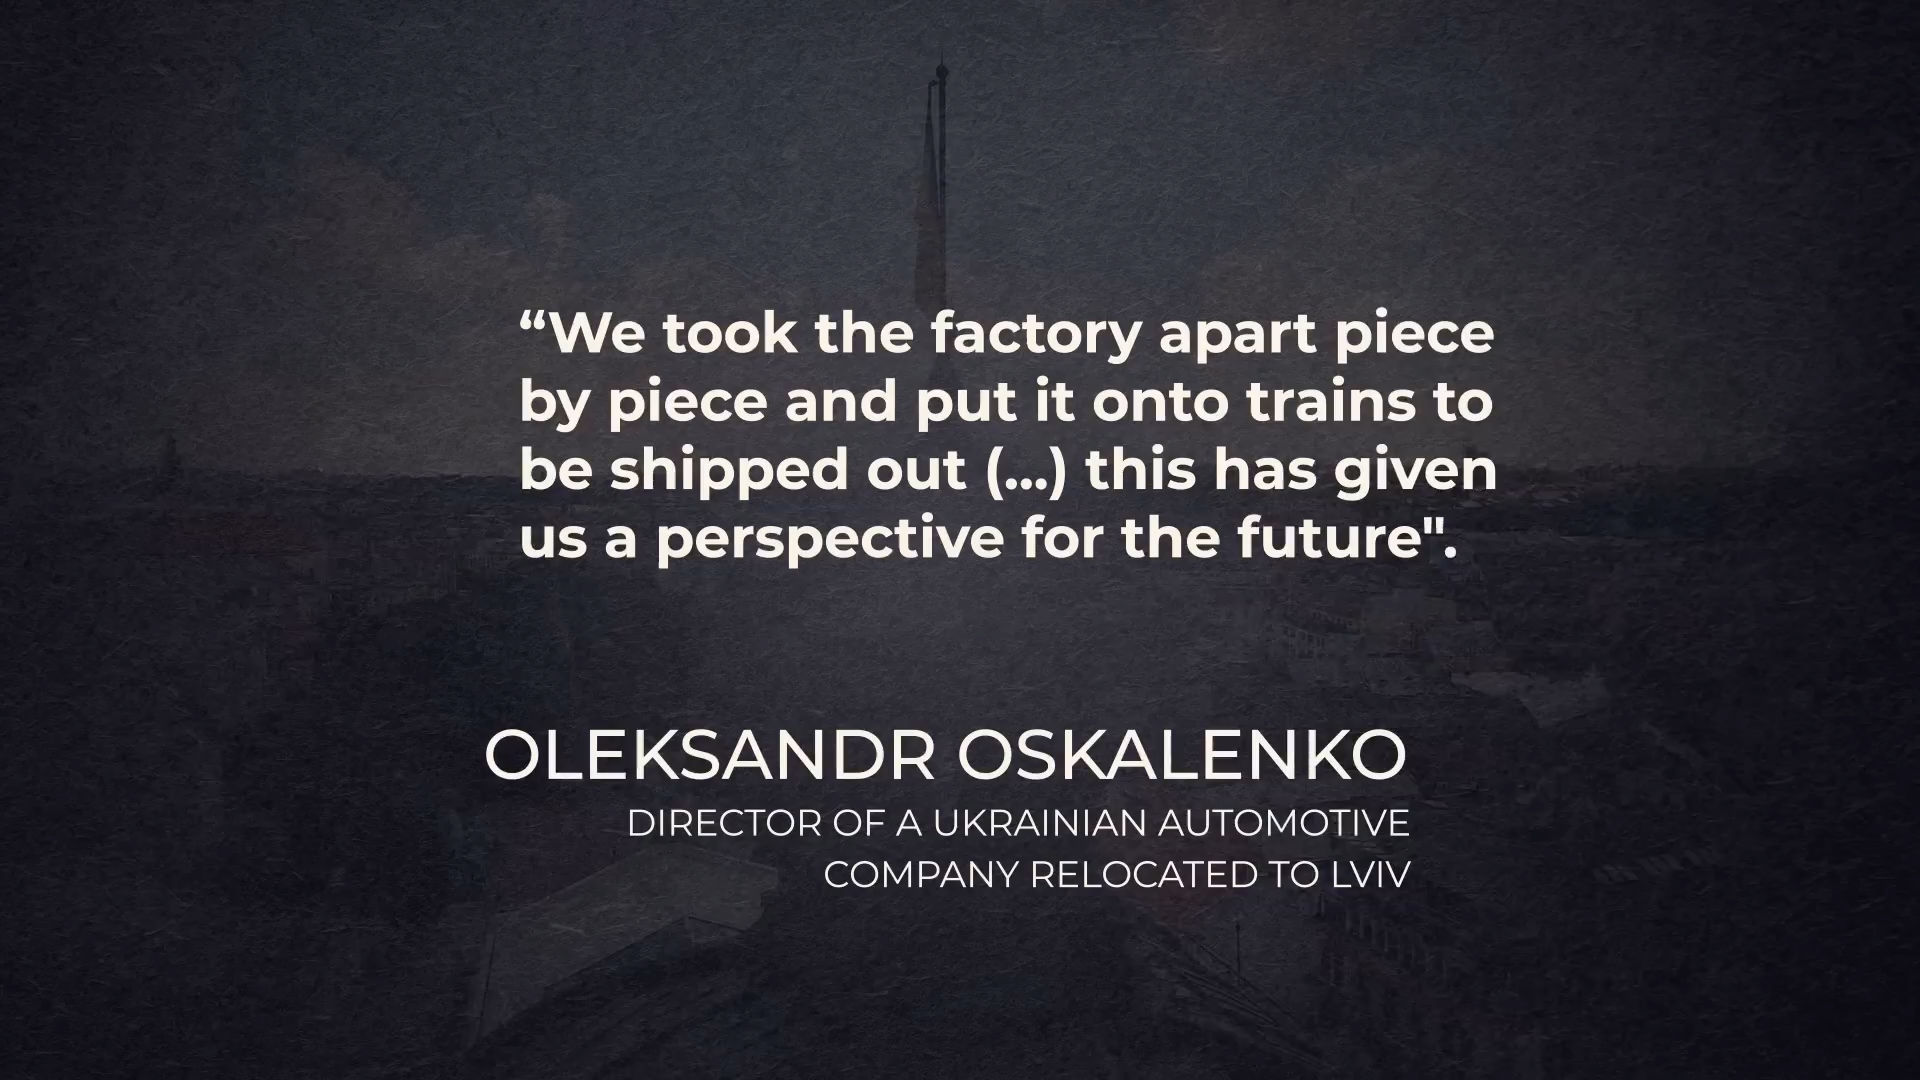 “We took the factory apart piece
by piece and put it onto trains to
be shipped out (...) this has given
us a perspective for the future".
OLEKSANDR OSKALENKO
DIRECTOR OF A UKRAINIAN AUTOMOTIVE
COMPANY RELOCATED TO LVIV